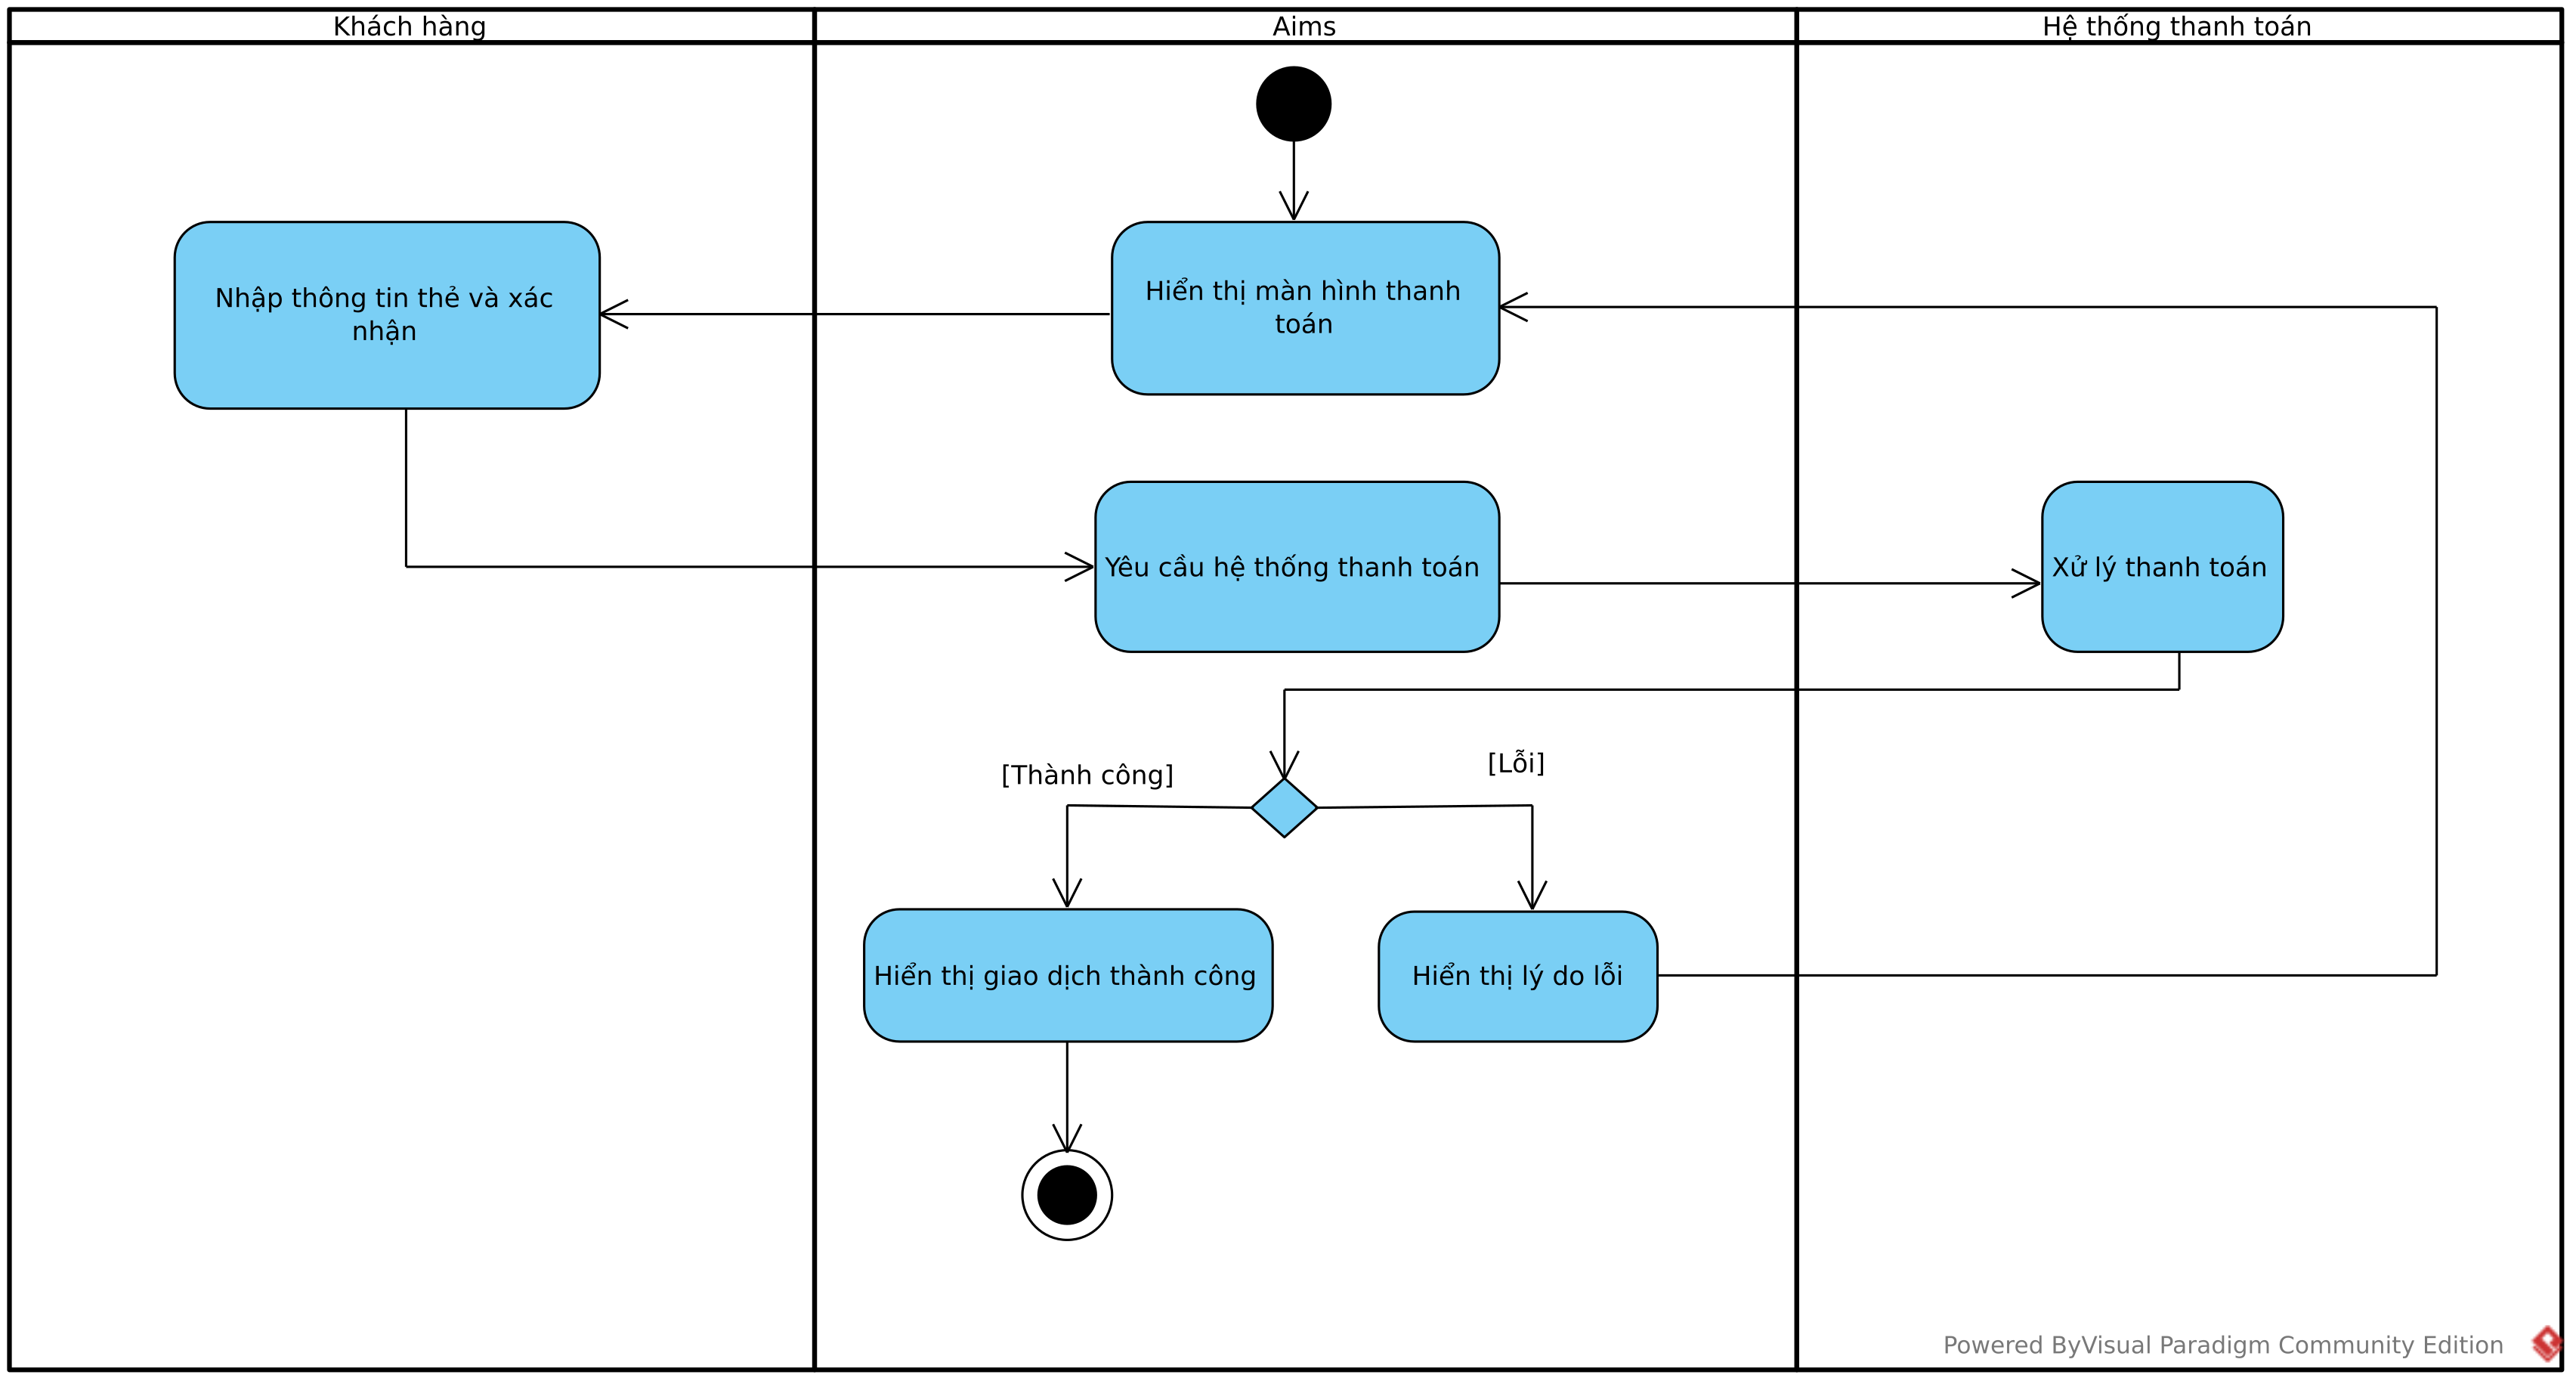 Khách hàng
Aims
Hệ thống thanh toán
Nhập thông tin thẻ và xác
nhận
Hiển thị màn hình thanh
toán
Yêu cầu hệ thống thanh toán
Xử lý thanh toán
[Thành công]
[Lỗi]
Hiển thị giao dịch thành công
Hiển thị lý do lỗi
Powered ByVisual Paradigm Community Edition